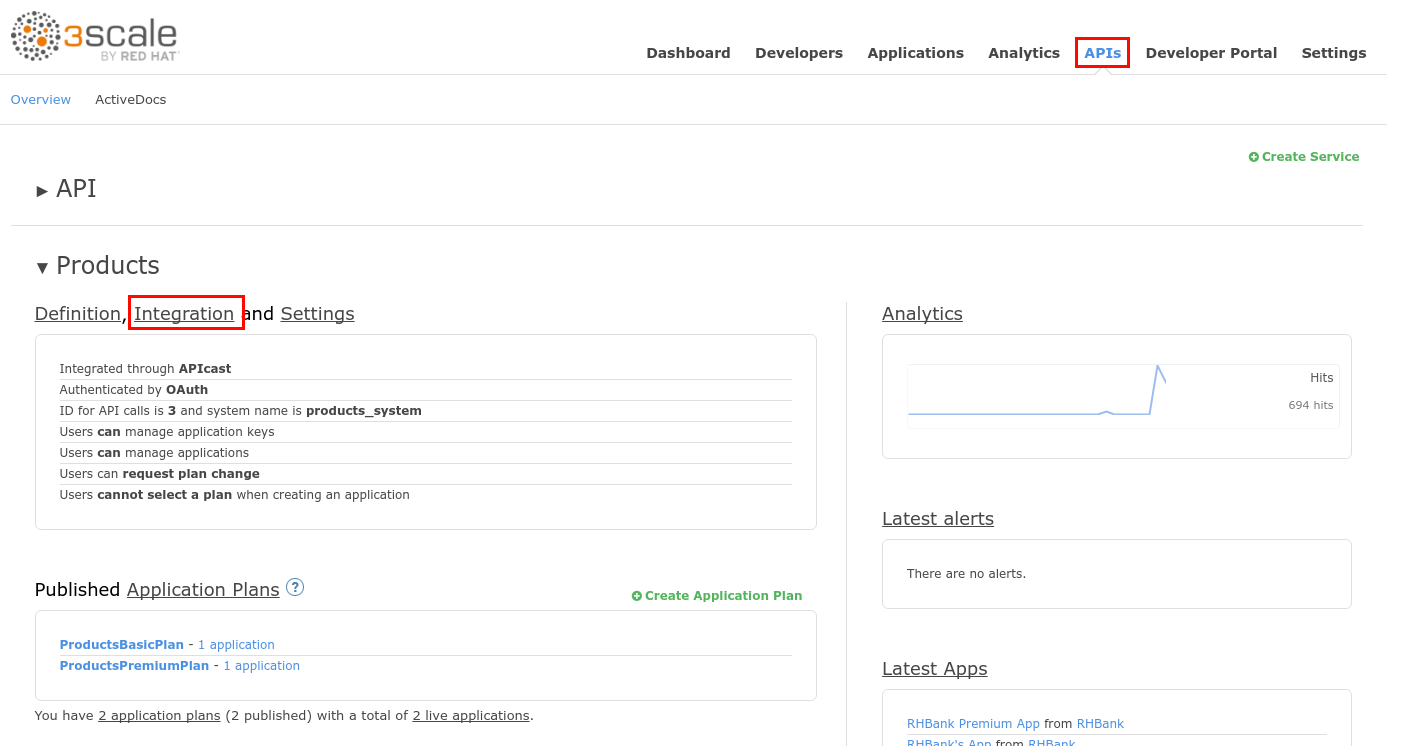 3scale
BY RED HAT
Dashboard Developers Applications Analytics APIs Developer Portal Settings
Overview ActiveDocs
Create Service
► API
▼ Products
Definition, Integration and Settings
Integrated through APIcast
Authenticated by OAuth
ID for API calls is 3 and system name is products_system
Users can manage application keys
Users can manage applications
Users can request plan change
Users cannot select a plan when creating an application
Published Application Plans ?
Create Application Plan
ProductsBasicPlan - 1 application
ProductsPremiumPlan - 1 application
You have 2 application plans (2 published) with a total of 2 live applications.
Analytics
Hits
694 hits
Latest alerts
There are no alerts.
Latest Apps
RHBank Premium App from RHBank
RHBank's App from RHBank